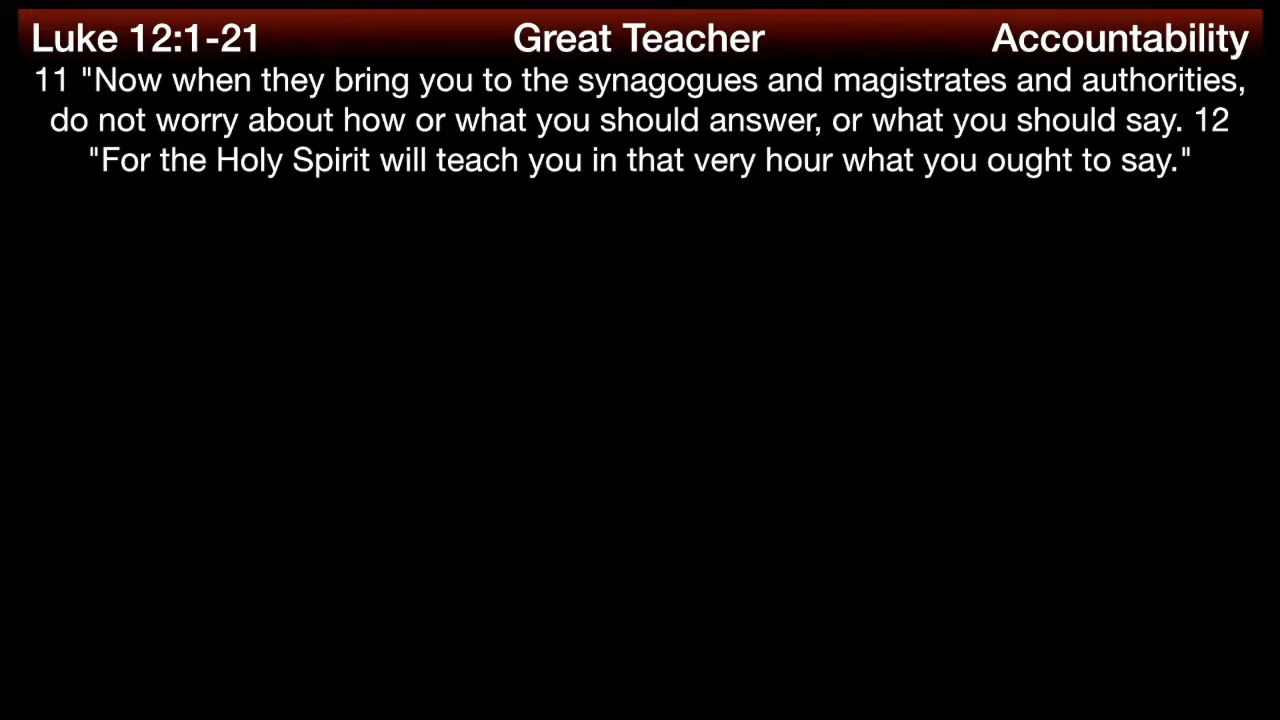 Luke 12:1-21 Great Teacher Accountability
11 "Now when they bring you to the synagogues and magistrates and authorities,
do not worry about how or what you should answer, or what you should say. 12
"For the Holy Spirit will teach you in that very hour what you ought to say."